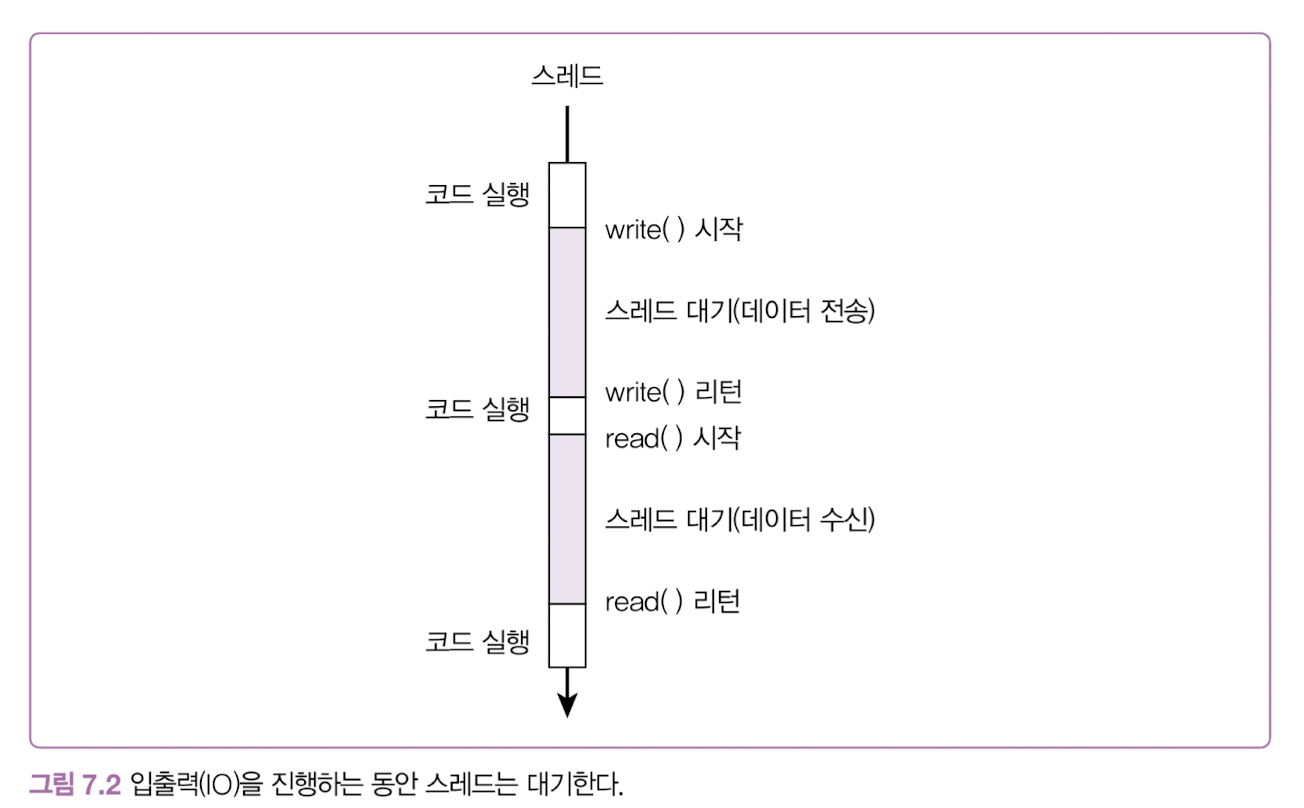 스레드
코드 실행
write( ) 시작
스레드 대기(데이터 전송)
write( ) 리턴
코드 실행
read( ) 시작
스레드 대기(데이터 수신)
read( ) 리턴
코드 실행
그림 7.2 입출력(IO)을 진행하는 동안 스레드는 대기한다.